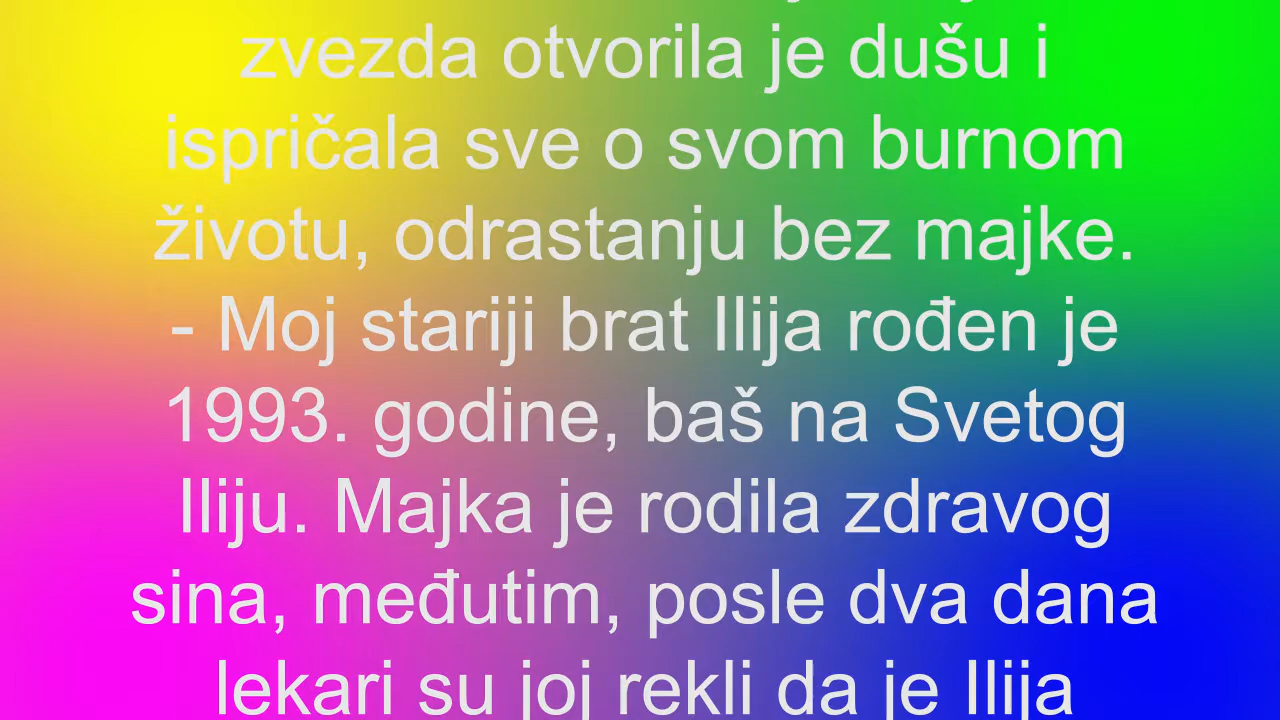 zvezda otvorila je dušu i
ispričala sve o svom burnom
životu, odrastanju bez majke.
- Moj stariji brat Ilija rođen je
1993. godine, baš na Svetog
Iliju. Majka je rodila zdravog
sina, međutim, posle dva dana
lekari su joj rekli da je Ilija